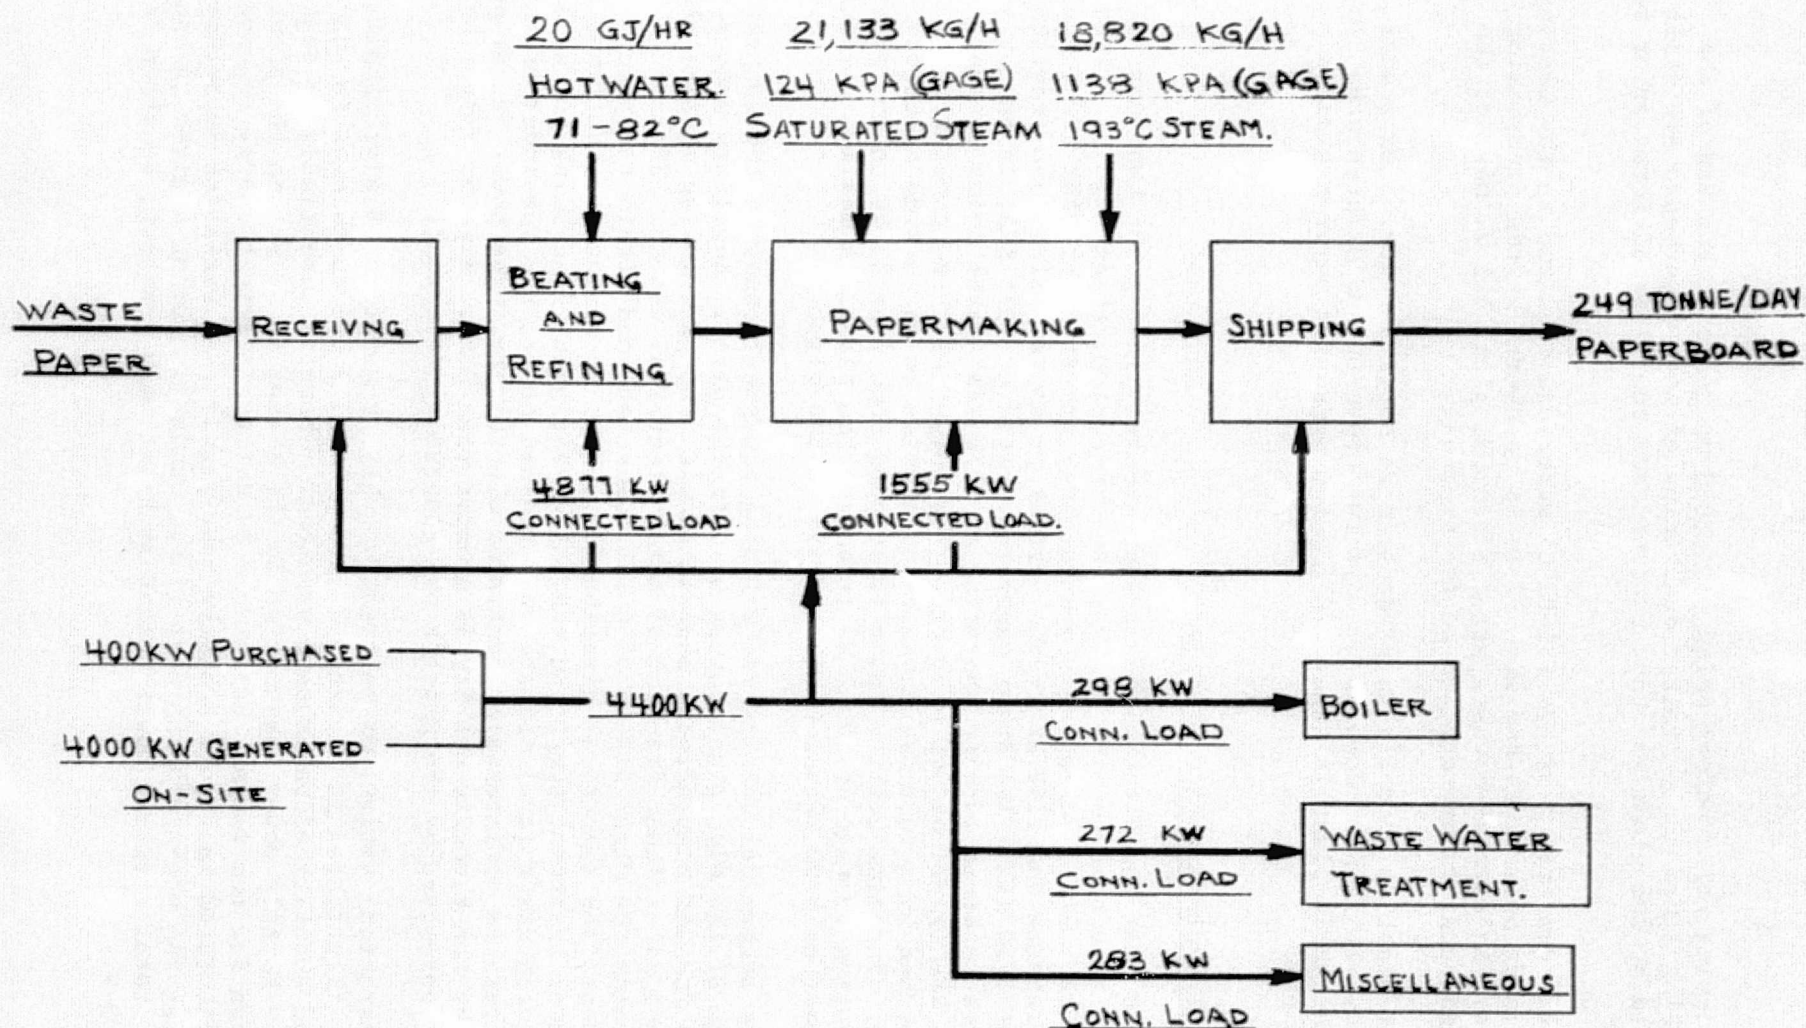 20 GJ/HR
HOT WATER.
71-82°C
21,133 KG/H
124 KPA (GAGE)
SATURATED STEAM
18,820 KG/H
1138 KPA (GAGE)
193°C STEAM.
WASTE
PAPER
RECEIVNG
BEATING
AND
REFINING
PAPERMAKING
SHIPPING
249 TONNE/DAY
PAPERBOARD
4877 KW
CONNECTED LOAD.
1555 KW
CONNECTED LOAD.
400KW PURCHASED
4000 KW GENERATED
ON-SITE
4400KW
298 KW
CONN. LOAD
BOILER
272 KW
CONN. LOAD
WASTE WATER
TREATMENT.
283 KW
CONN. LOAD
MISCELLANEOUS